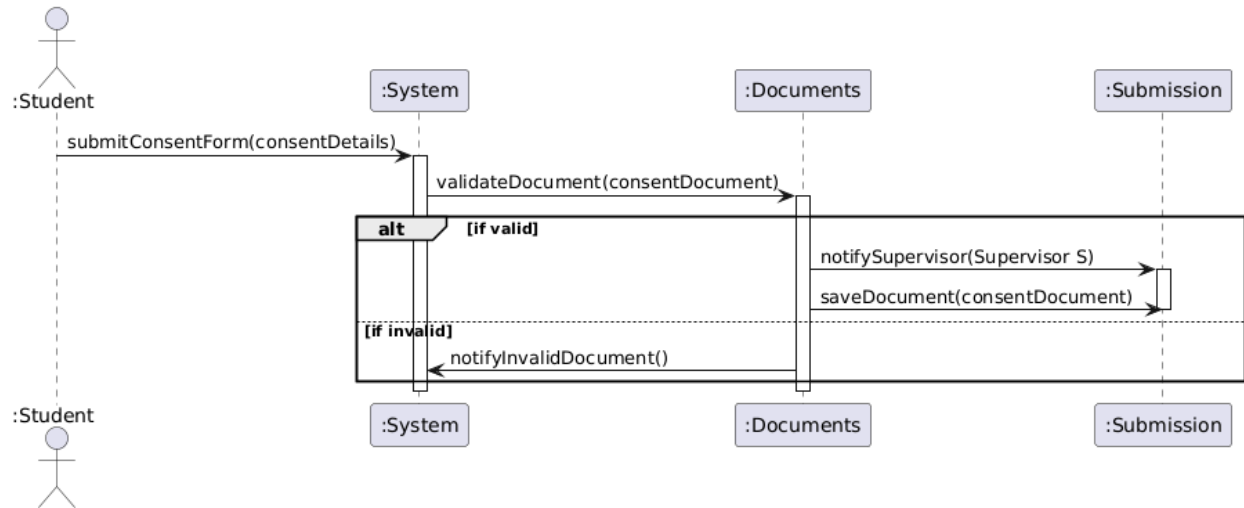 :Student
:System
:Documents
:Submission
submitConsentForm(consentDetails)
validateDocument(consentDocument)
alt
[if valid]
notifySupervisor(Supervisor S)
saveDocument(consentDocument)
[if invalid]
notifyInvalidDocument()
:Student
:System
:Documents
:Submission